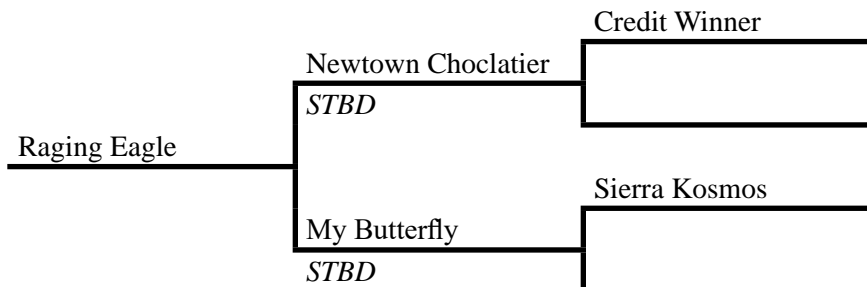 Credit Winner
Newtown Choclatier
STBD
Raging Eagle
Sierra Kosmos
My Butterfly
STBD